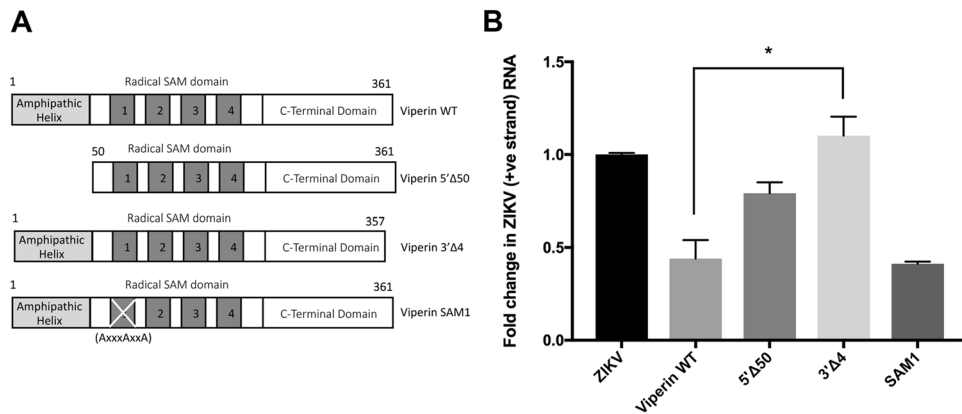 A
1
Radical SAM domain
361
Amphipathic
Helix
1
2
3
4
C-Terminal Domain
Viperin WT
50
Radical SAM domain
361
1
2
3
4
C-Terminal Domain
Viperin 5'Δ50
1
Radical SAM domain
357
Amphipathic
Helix
1
2
3
4
C-Terminal Domain
Viperin 3'Δ4
1
Radical SAM domain
361
Amphipathic
Helix
2
3
4
C-Terminal Domain
Viperin SAM1
(AxxxAxxA)
B
Fold change in ZIKV (+ve strand) RNA
1.5
1.0
0.5
0.0
*
ZIKV
Viperin WT
5'Δ50
3'Δ4
SAM1